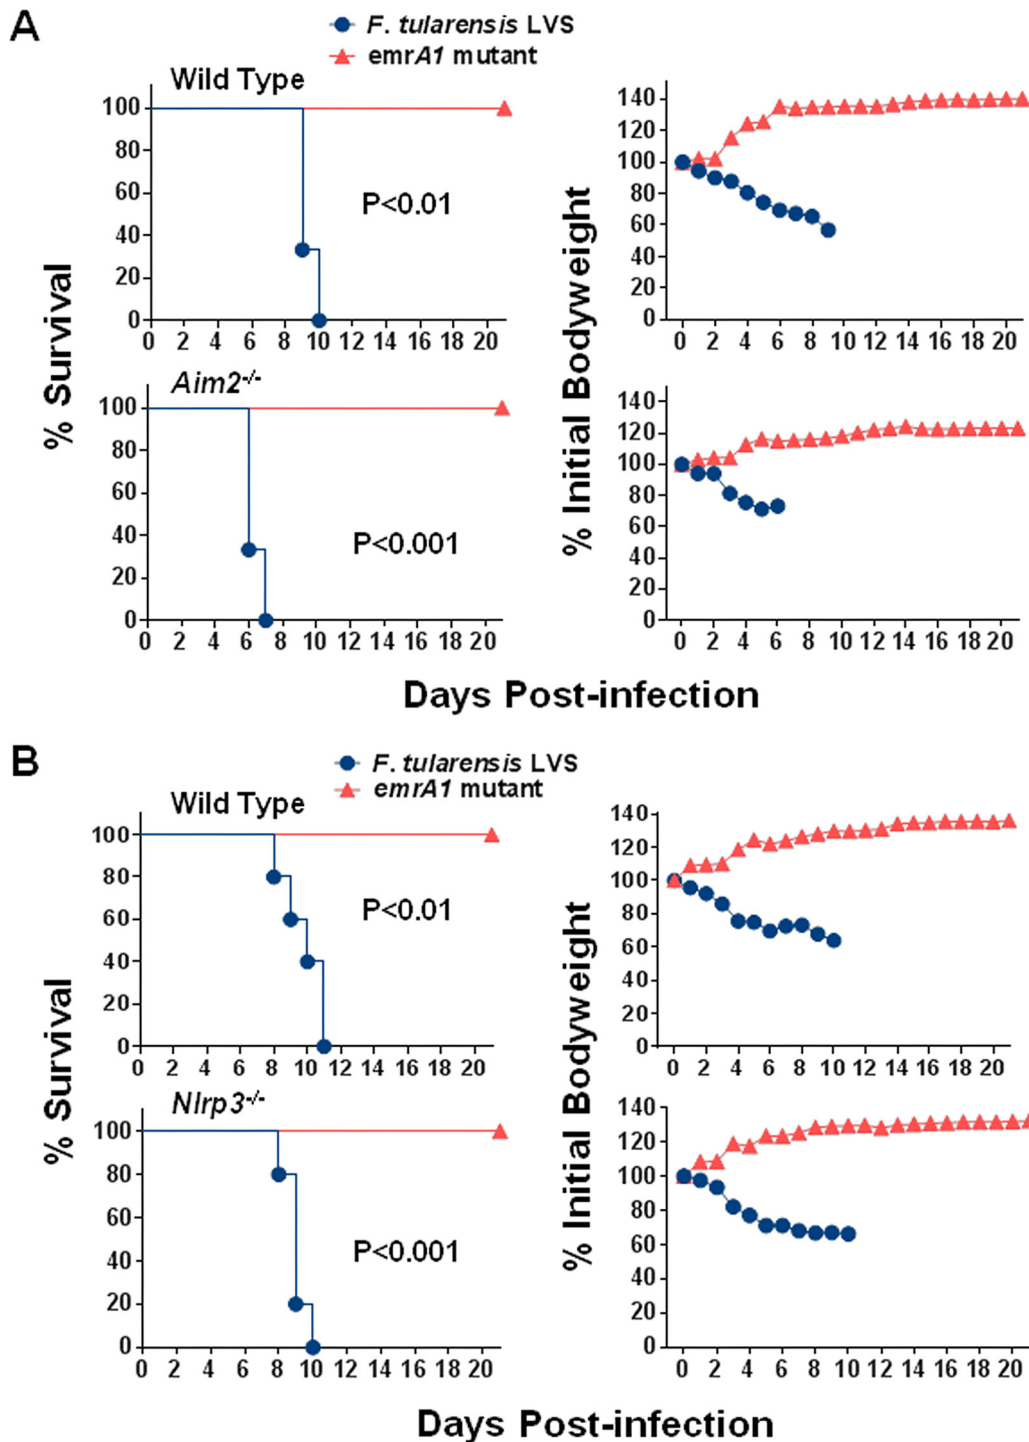 A
F. tularensis LVS
emrA1 mutant
Wild Type
100
80
60
40
20
0
P<0.01
0 2 4 6 8 10 12 14 16 18 20
140
120
100
80
60
40
20
0
0 2 4 6 8 10 12 14 16 18 20
% Survival
% Initial Bodyweight
Aim2-/-
100
80
60
40
20
0
P<0.001
0 2 4 6 8 10 12 14 16 18 20
140
120
100
80
60
40
20
0
0 2 4 6 8 10 12 14 16 18 20
Days Post-infection
B
F. tularensis LVS
emrA1 mutant
Wild Type
100
80
60
40
20
0
P<0.01
0 2 4 6 8 10 12 14 16 18 20
140
120
100
80
60
40
20
0
0 2 4 6 8 10 12 14 16 18 20
% Survival
% Initial Bodyweight
Nlrp3-/-
100
80
60
40
20
0
P<0.001
0 2 4 6 8 10 12 14 16 18 20
140
120
100
80
60
40
20
0
0 2 4 6 8 10 12 14 16 18 20
Days Post-infection